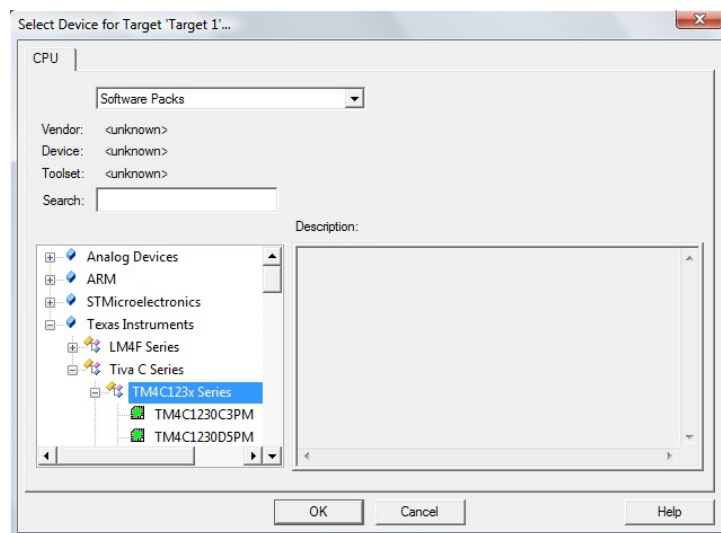 Select Device for Target 'Target 1'...
CPU
Software Packs
Vendor: <unknown>
Device: <unknown>
Toolset: <unknown>
Search:
Description:
Analog Devices
ARM
STMicroelectronics
Texas Instruments
LM4F Series
Tiva C Series
TM4C123x Series
TM4C1230C3PM
TM4C1230D5PM
OK Cancel Help